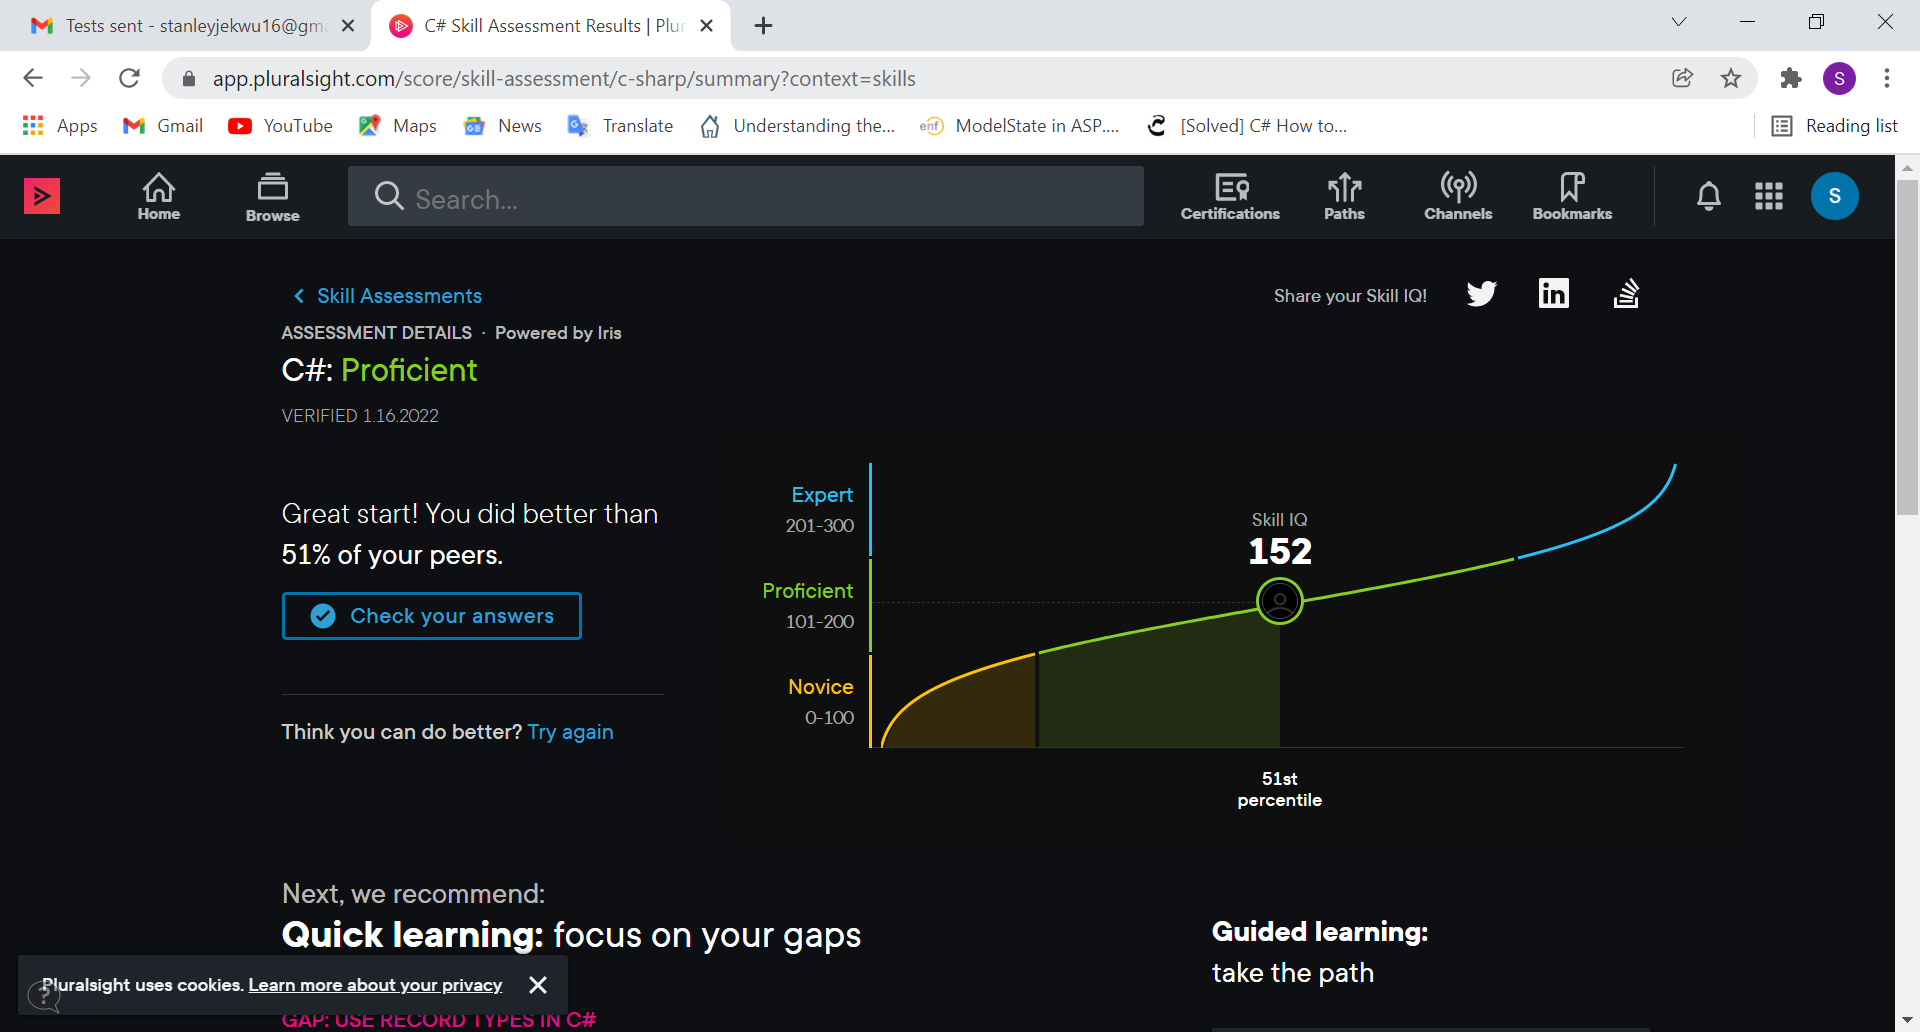 Tests sent - stanleyjekwu16@gma
C# Skill Assessment Results | Plur
app.pluralsight.com/score/skill-assessment/c-sharp/summary?context=skills
S
Apps
Gmail
YouTube
Maps
News
Translate
Understanding the...
enf
ModelState in ASP....
[Solved] C# How to...
Reading list
Home
Browse
Search...
Certifications
Paths
Channels
Bookmarks
S
< Skill Assessments
Share your Skill IQ!
in
ASSESSMENT DETAILS · Powered by Iris
C#: Proficient
VERIFIED 1.16.2022
Great start! You did better than
51% of your peers.
Check your answers
Think you can do better? Try again
Expert
201-300
Proficient
101-200
Novice
0-100
Skill IQ
152
51st
percentile
Next, we recommend:
Quick learning: focus on your gaps
Guided learning:
take the path
Pluralsight uses cookies. Learn more about your privacy
?
GAP: USE RECORD TYPES IN C#